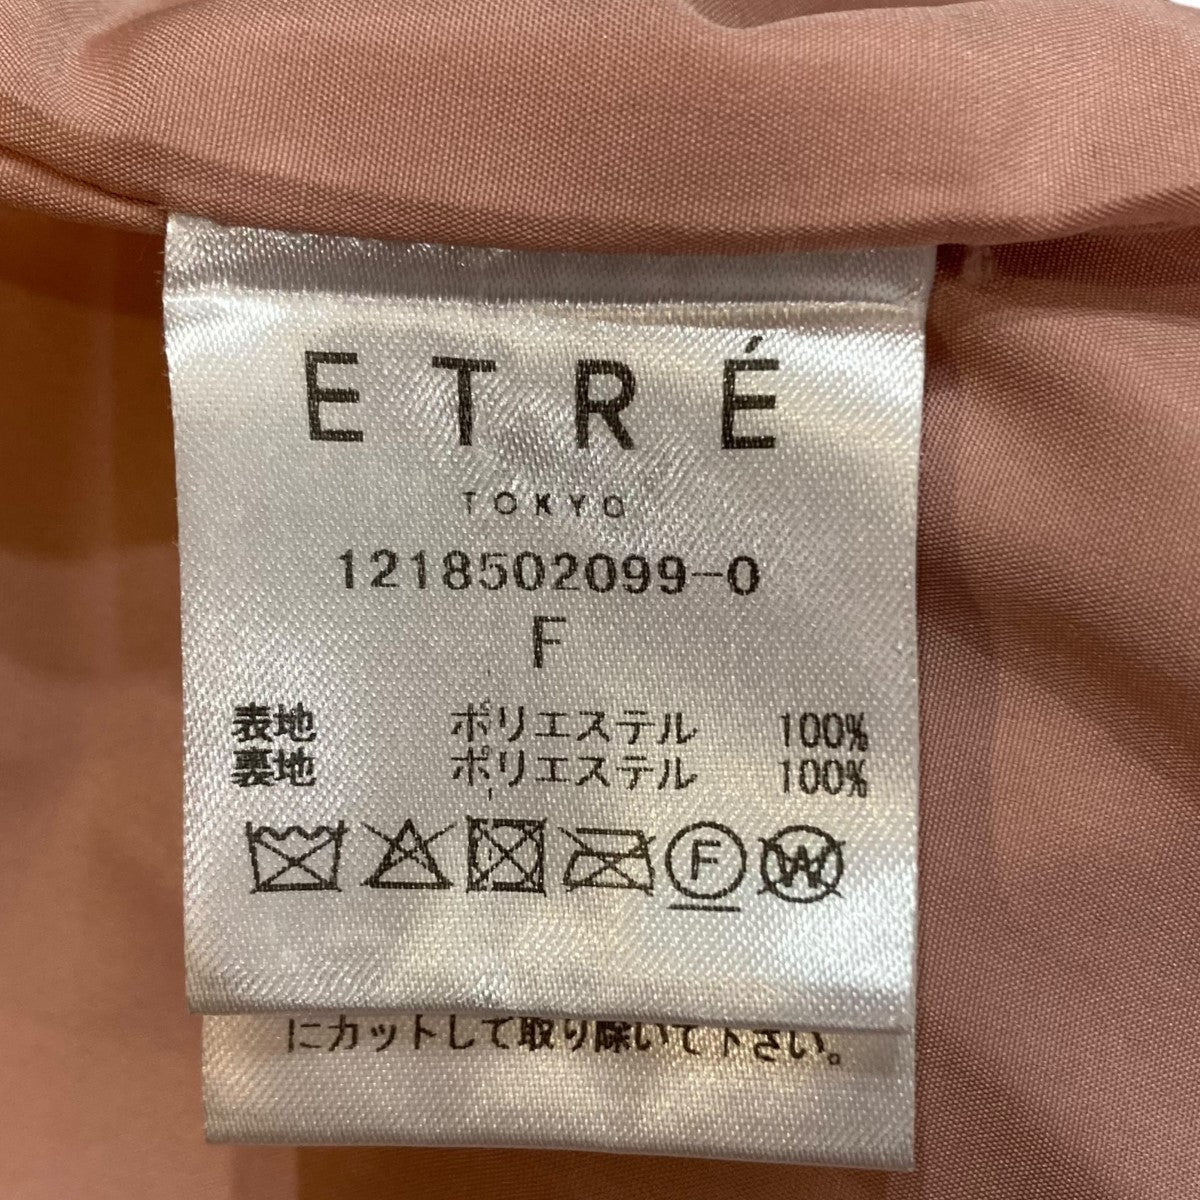 ETRÉ
TOKYO
1218502099-0
F
表地 ポリエステル 100%
裏地 ポリエステル 100%
F W
にカットして取り除いて下さい。